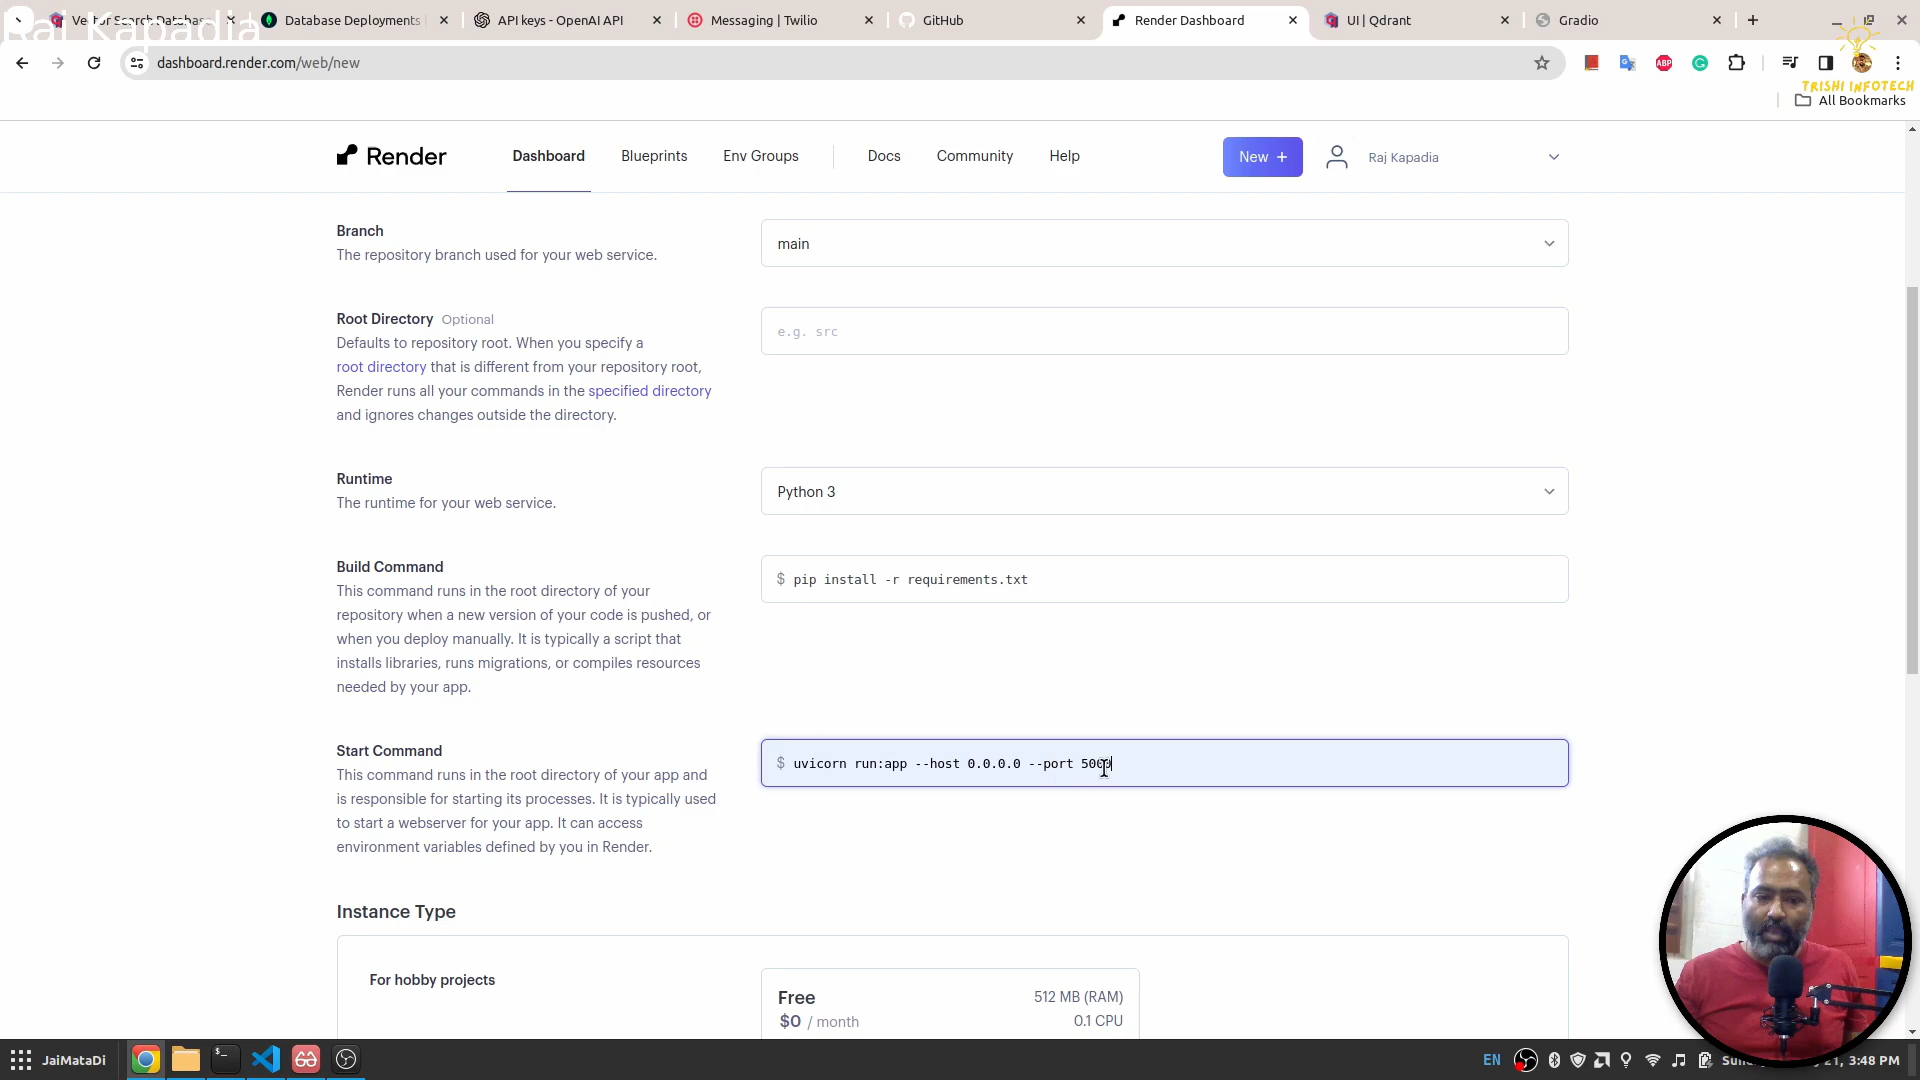 Raj Kapadia
Database Deployments
API keys - OpenAI API
Messaging | Twilio
GitHub
Render Dashboard
UI | Qdrant
Gradio
dashboard.render.com/web/new
TRISHI INFOTECH
All Bookmarks
Render
Dashboard
Blueprints
Env Groups
Docs
Community
Help
New +
Raj Kapadia
Branch
The repository branch used for your web service.
main
Root Directory Optional
Defaults to repository root. When you specify a
root directory that is different from your repository root,
Render runs all your commands in the specified directory
and ignores changes outside the directory.
e.g. src
Runtime
The runtime for your web service.
Python 3
Build Command
This command runs in the root directory of your
repository when a new version of your code is pushed, or
when you deploy manually. It is typically a script that
installs libraries, runs migrations, or compiles resources
needed by your app.
$ pip install -r requirements.txt
Start Command
This command runs in the root directory of your app and
is responsible for starting its processes. It is typically used
to start a webserver for your app. It can access
environment variables defined by you in Render.
$ uvicorn run:app --host 0.0.0.0 --port 5000
Instance Type
For hobby projects
Free
$0 / month
512 MB (RAM)
0.1 CPU
JaiMataDi
EN
21, 3:48 PM